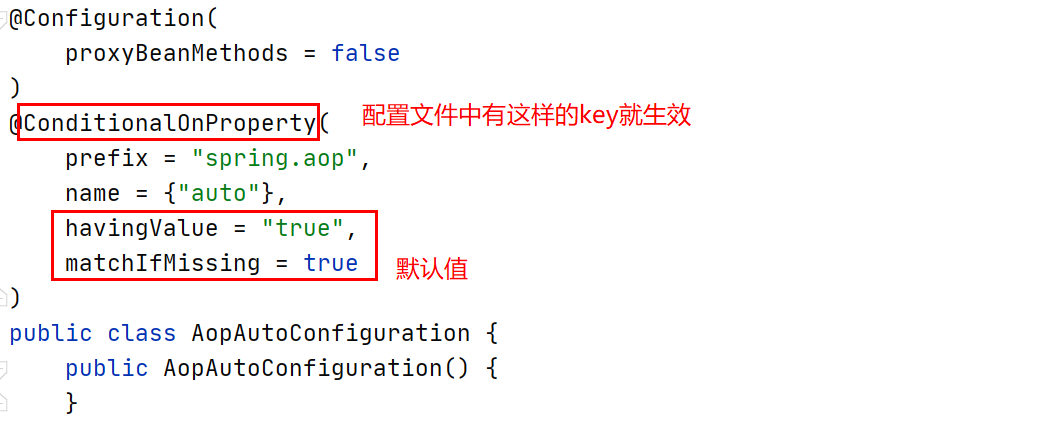 @Configuration(
    proxyBeanMethods = false
)
@ConditionalOnProperty( 配置文件中有这样的key就生效
    prefix = "spring.aop",
    name = {"auto"},
    havingValue = "true",
    matchIfMissing = true 默认值
)
public class AopAutoConfiguration {
    public AopAutoConfiguration() {
    }